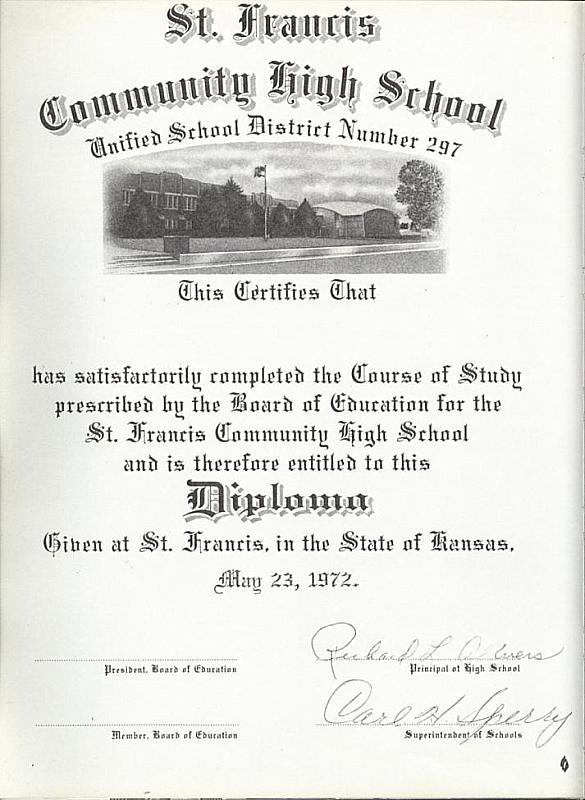 St. Francis
Community High School
Unified School District Number 297
This Certifies That
has satisfactorily completed the Course of Study
prescribed by the Board of Education for the
St. Francis Community High School
and is therefore entitled to this
Diploma
Given at St. Francis, in the State of Kansas,
May 23, 1972.
Richard L
President, Board of Education
Principal of High School
Carl H. Sperry
Member, Board of Education
Superintendent of Schools